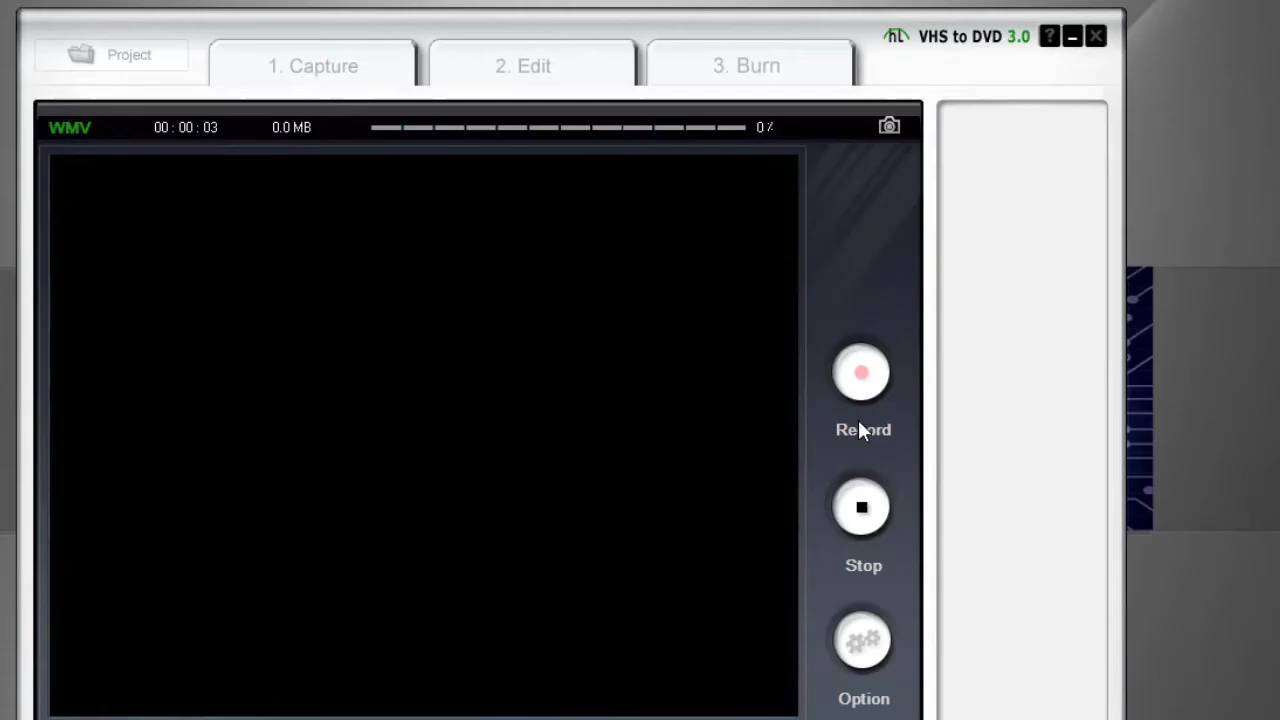 Project
1. Capture
2. Edit
3. Burn
VHS to DVD 3.0
?
WMV
00 : 00 : 03
0.0 MB
0 %
Record
Stop
Option